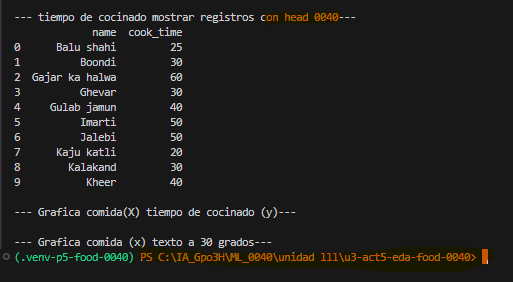 --- tiempo de cocinado mostrar registros con head 0040---
name cook_time
0 Balu shahi 25
1 Boondi 30
2 Gajar ka halwa 60
3 Ghevar 30
4 Gulab jamun 40
5 Imarti 50
6 Jalebi 50
7 Kaju katli 20
8 Kalakand 30
9 Kheer 40
--- Grafica comida(X) tiempo de cocinado (y)---
--- Grafica comida (x) texto a 30 grados---
(.venv-p5-food-0040) PS C:\IA_Gpo3H\ML_0040\unidad lll\u3-act5-eda-food-0040>